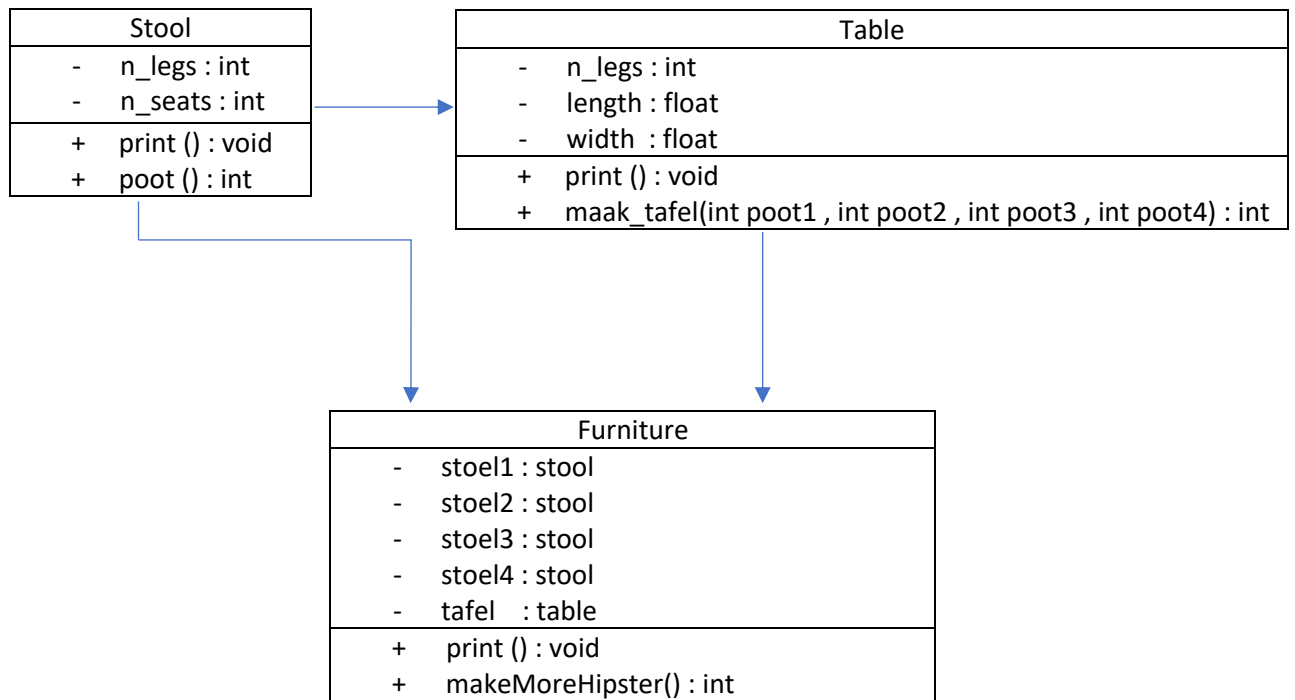 Stool
- n_legs : int
- n_seats : int
+ print () : void
+ poot () : int
Table
- n_legs : int
- length : float
- width : float
+ print () : void
+ maak_tafel(int poot1 , int poot2 , int poot3 , int poot4) : int
Furniture
- stoel1 : stool
- stoel2 : stool
- stoel3 : stool
- stoel4 : stool
- tafel : table
+ print () : void
+ makeMoreHipster() : int